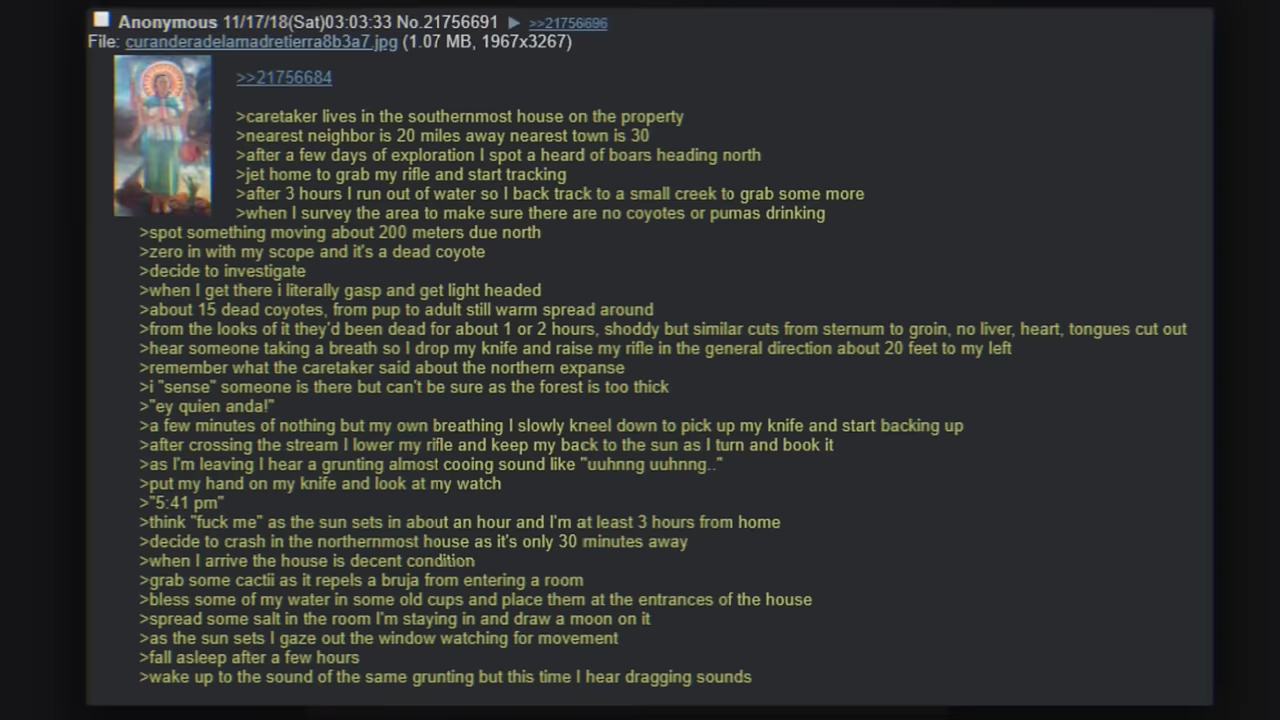 Anonymous 11/17/18(Sat)03:03:33 No.21756691 ▶ >>21756696
File: curanderadelamadretierra8b3a7.jpg (1.07 MB, 1967x3267)
>>21756684
>caretaker lives in the southernmost house on the property
>nearest neighbor is 20 miles away nearest town is 30
>after a few days of exploration I spot a heard of boars heading north
>jet home to grab my rifle and start tracking
>after 3 hours I run out of water so I back track to a small creek to grab some more
>when I survey the area to make sure there are no coyotes or pumas drinking
>spot something moving about 200 meters due north
>zero in with my scope and it's a dead coyote
>decide to investigate
>when I get there i literally gasp and get light headed
>about 15 dead coyotes, from pup to adult still warm spread around
>from the looks of it they'd been dead for about 1 or 2 hours, shoddy but similar cuts from sternum to groin, no liver, heart, tongues cut out
>hear someone taking a breath so I drop my knife and raise my rifle in the general direction about 20 feet to my left
>remember what the caretaker said about the northern expanse
>i "sense" someone is there but can't be sure as the forest is too thick
>"ey quien anda!"
>a few minutes of nothing but my own breathing I slowly kneel down to pick up my knife and start backing up
>after crossing the stream I lower my rifle and keep my back to the sun as I turn and book it
>as I'm leaving I hear a grunting almost cooing sound like "uuhnng uuhnng.."
>put my hand on my knife and look at my watch
>"5:41 pm"
>think "fuck me" as the sun sets in about an hour and I'm at least 3 hours from home
>decide to crash in the northernmost house as it's only 30 minutes away
>when I arrive the house is decent condition
>grab some cactii as it repels a bruja from entering a room
>bless some of my water in some old cups and place them at the entrances of the house
>spread some salt in the room I'm staying in and draw a moon on it
>as the sun sets I gaze out the window watching for movement
>fall asleep after a few hours
>wake up to the sound of the same grunting but this time I hear dragging sounds